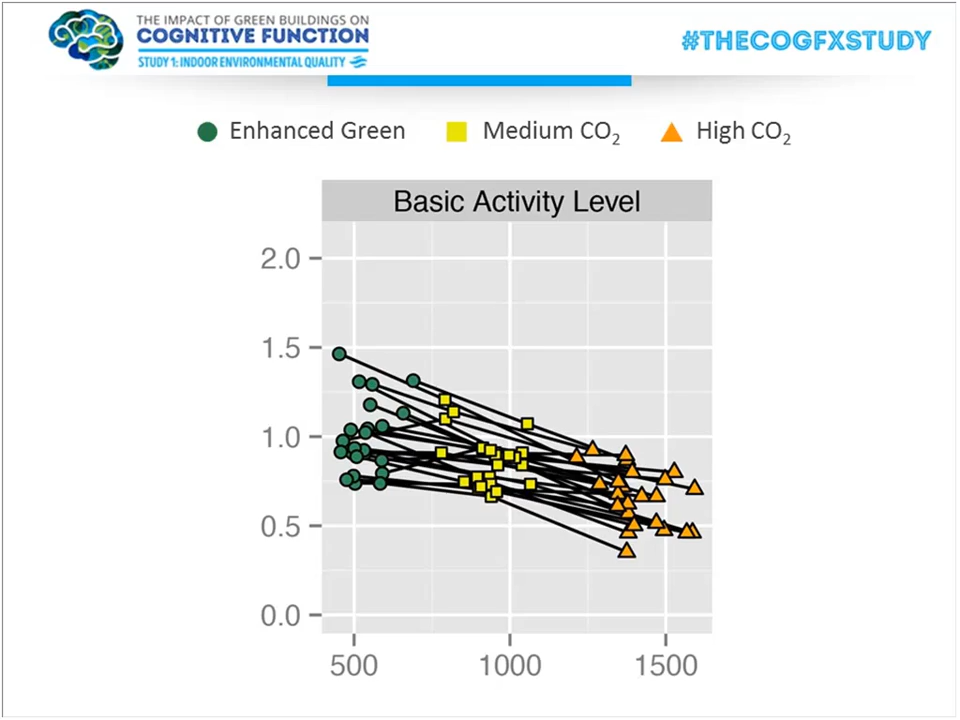 THE IMPACT OF GREEN BUILDINGS ON
COGNITIVE FUNCTION
STUDY 1: INDOOR ENVIRONMENTAL QUALITY
#THECOGFXSTUDY
Enhanced Green Medium CO₂ High CO₂
Basic Activity Level
2.0
1.5
1.0
0.5
0.0
500 1000 1500